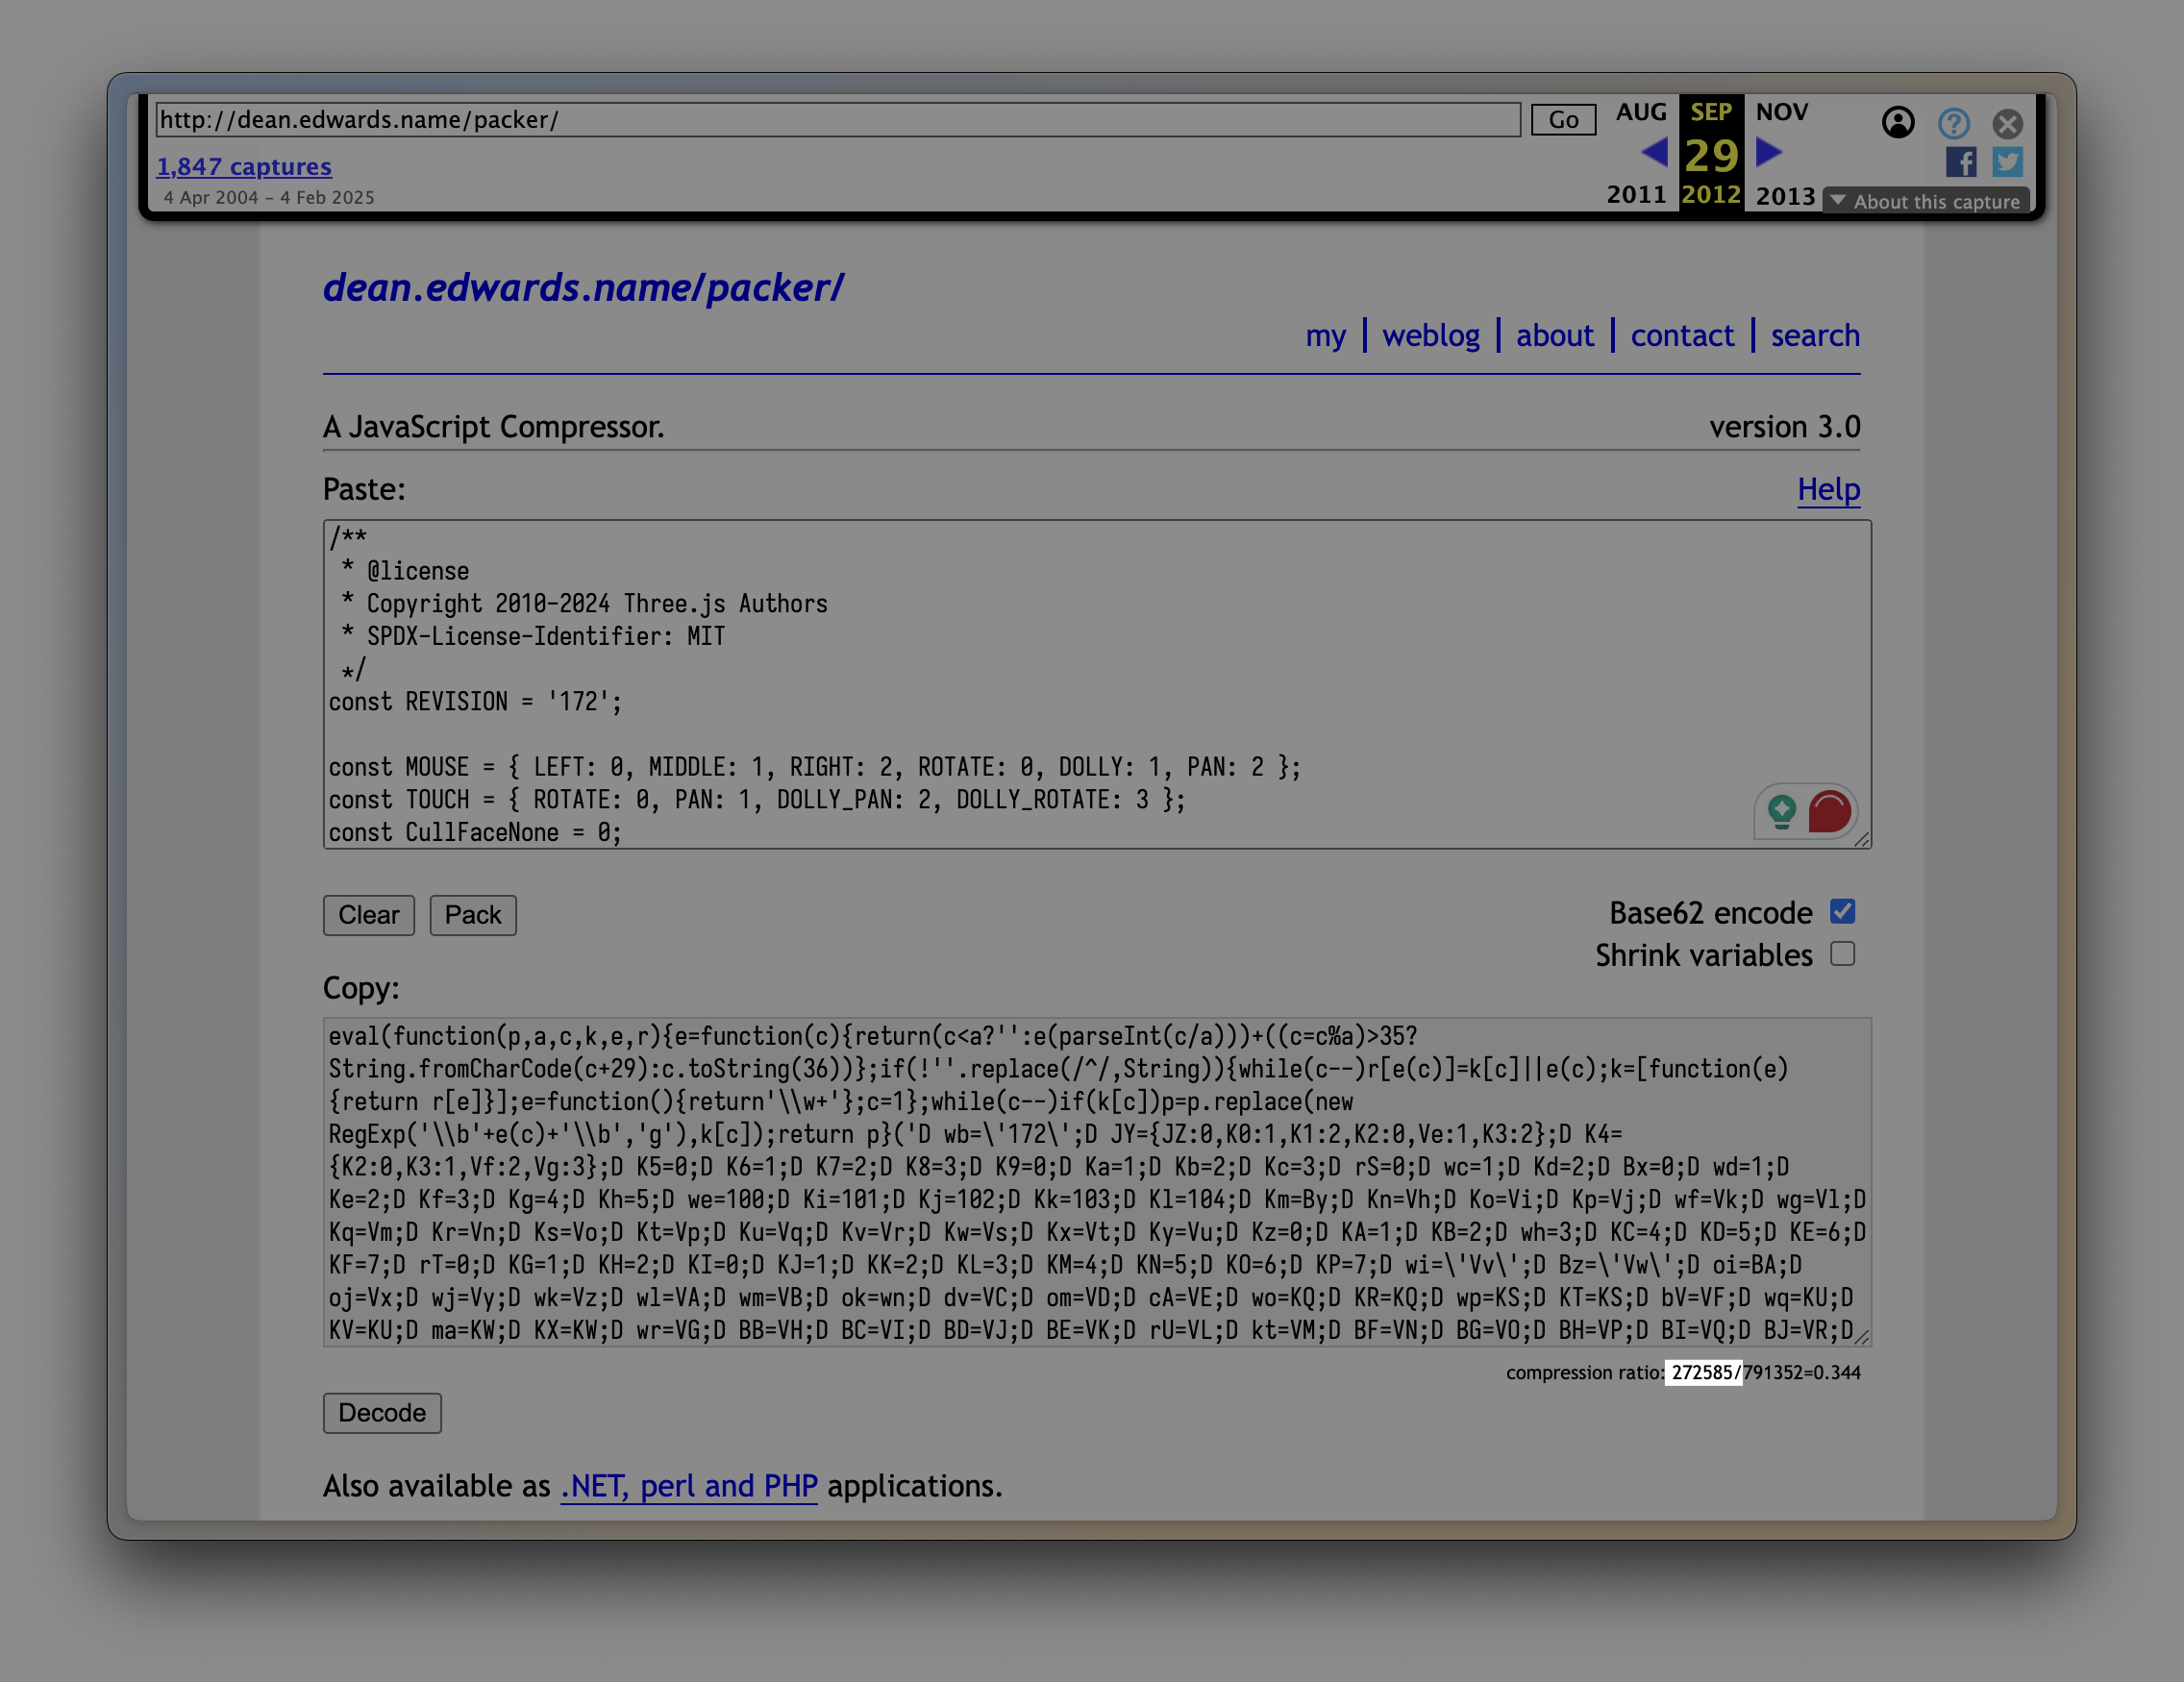 http://dean.edwards.name/packer/
Go
AUG
SEP
NOV
29
1,847 captures
4 Apr 2004 – 4 Feb 2025
2011
2012
2013
About this capture
dean.edwards.name/packer/
my | weblog | about | contact | search
A JavaScript Compressor.
version 3.0
Paste:
Help
/**
 * @license
 * Copyright 2010-2024 Three.js Authors
 * SPDX-License-Identifier: MIT
 */
const REVISION = '172';
const MOUSE = { LEFT: 0, MIDDLE: 1, RIGHT: 2, ROTATE: 0, DOLLY: 1, PAN: 2 };
const TOUCH = { ROTATE: 0, PAN: 1, DOLLY_PAN: 2, DOLLY_ROTATE: 3 };
const CullFaceNone = 0;
Clear
Pack
Base62 encode
Shrink variables
Copy:
eval(function(p,a,c,k,e,r){e=function(c){return(c<a?'':e(parseInt(c/a)))+((c=c%a)>35?
String.fromCharCode(c+29):c.toString(36))};if(!''.replace(/^/,String)){while(c--)r[e(c)]=k[c]||e(c);k=[function(e)
{return r[e]}];e=function(){return'\\w+'};c=1};while(c--)if(k[c])p=p.replace(new
RegExp('\\b'+e(c)+'\\b','g'),k[c]);return p}('D wb=\'172\';D JY={JZ:0,K0:1,K1:2,K2:0,Ve:1,K3:2};D K4=
{K2:0,K3:1,Vf:2,Vg:3};D K5=0;D K6=1;D K7=2;D K8=3;D K9=0;D Ka=1;D Kb=2;D Kc=3;D rS=0;D wc=1;D Kd=2;D Bx=0;D wd=1;D
Ke=2;D Kf=3;D Kg=4;D Kh=5;D we=100;D Ki=101;D Kj=102;D Kk=103;D Kl=104;D Km=By;D Kn=Vh;D Ko=Vi;D Kp=Vj;D wf=Vk;D wg=Vl;D
Kq=Vm;D Kr=Vn;D Ks=Vo;D Kt=Vp;D Ku=Vq;D Kv=Vr;D Kw=Vs;D Kx=Vt;D Ky=Vu;D Kz=0;D KA=1;D KB=2;D wh=3;D KC=4;D KD=5;D KE=6;D
KF=7;D rT=0;D KG=1;D KH=2;D KI=0;D KJ=1;D KK=2;D KL=3;D KM=4;D KN=5;D KO=6;D KP=7;D wi=\'Vv\';D Bz=\'Vw\';D oi=BA;D
oj=Vx;D wj=Vy;D wk=Vz;D wl=VA;D wm=VB;D ok=wn;D dv=VC;D om=VD;D cA=VE;D wo=KQ;D KR=KQ;D wp=KS;D KT=KS;D bV=VF;D wq=KU;D
KV=KU;D ma=KW;D KX=KW;D wr=VG;D BB=VH;D BC=VI;D BD=VJ;D BE=VK;D rU=VL;D kt=VM;D BF=VN;D BG=VO;D BH=VP;D BI=VQ;D BJ=VR;D
compression ratio: 272585/791352=0.344
Decode
Also available as .NET, perl and PHP applications.